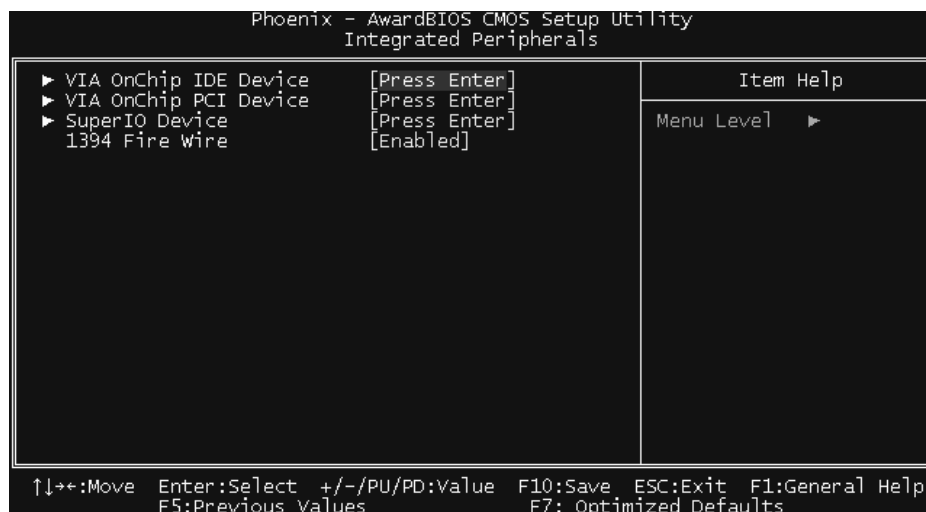 Phoenix - AwardBIOS CMOS Setup Utility
Integrated Peripherals
► VIA OnChip IDE Device [Press Enter]
► VIA OnChip PCI Device [Press Enter]
► SuperIO Device [Press Enter]
1394 Fire Wire [Enabled]
Item Help
Menu Level ►
↑↓→←:Move Enter:Select +/-/PU/PD:Value F10:Save ESC:Exit F1:General Help
F5:Previous Values F7: Optimized Defaults